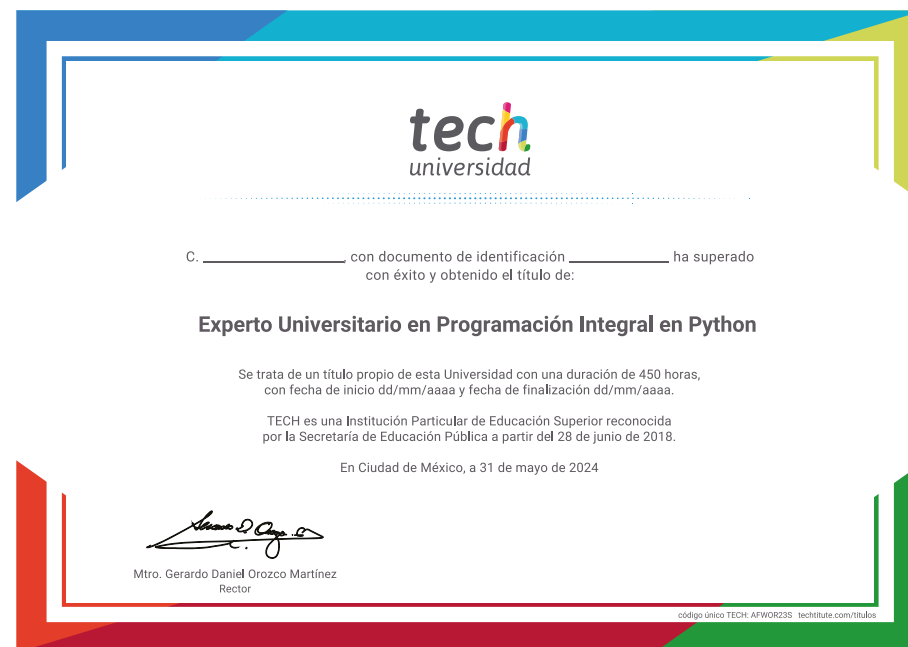 tech
universidad
C. ____________, con documento de identificación ____________ ha superado
con éxito y obtenido el título de:
Experto Universitario en Programación Integral en Python
Se trata de un título propio de esta Universidad con una duración de 450 horas,
con fecha de inicio dd/mm/aaaa y fecha de finalización dd/mm/aaaa.
TECH es una Institución Particular de Educación Superior reconocida
por la Secretaría de Educación Pública a partir del 28 de junio de 2018.
En Ciudad de México, a 31 de mayo de 2024
Mtro. Gerardo Daniel Orozco Martínez
Rector
código único TECH: AFWOR23S techtitute.com/titulos